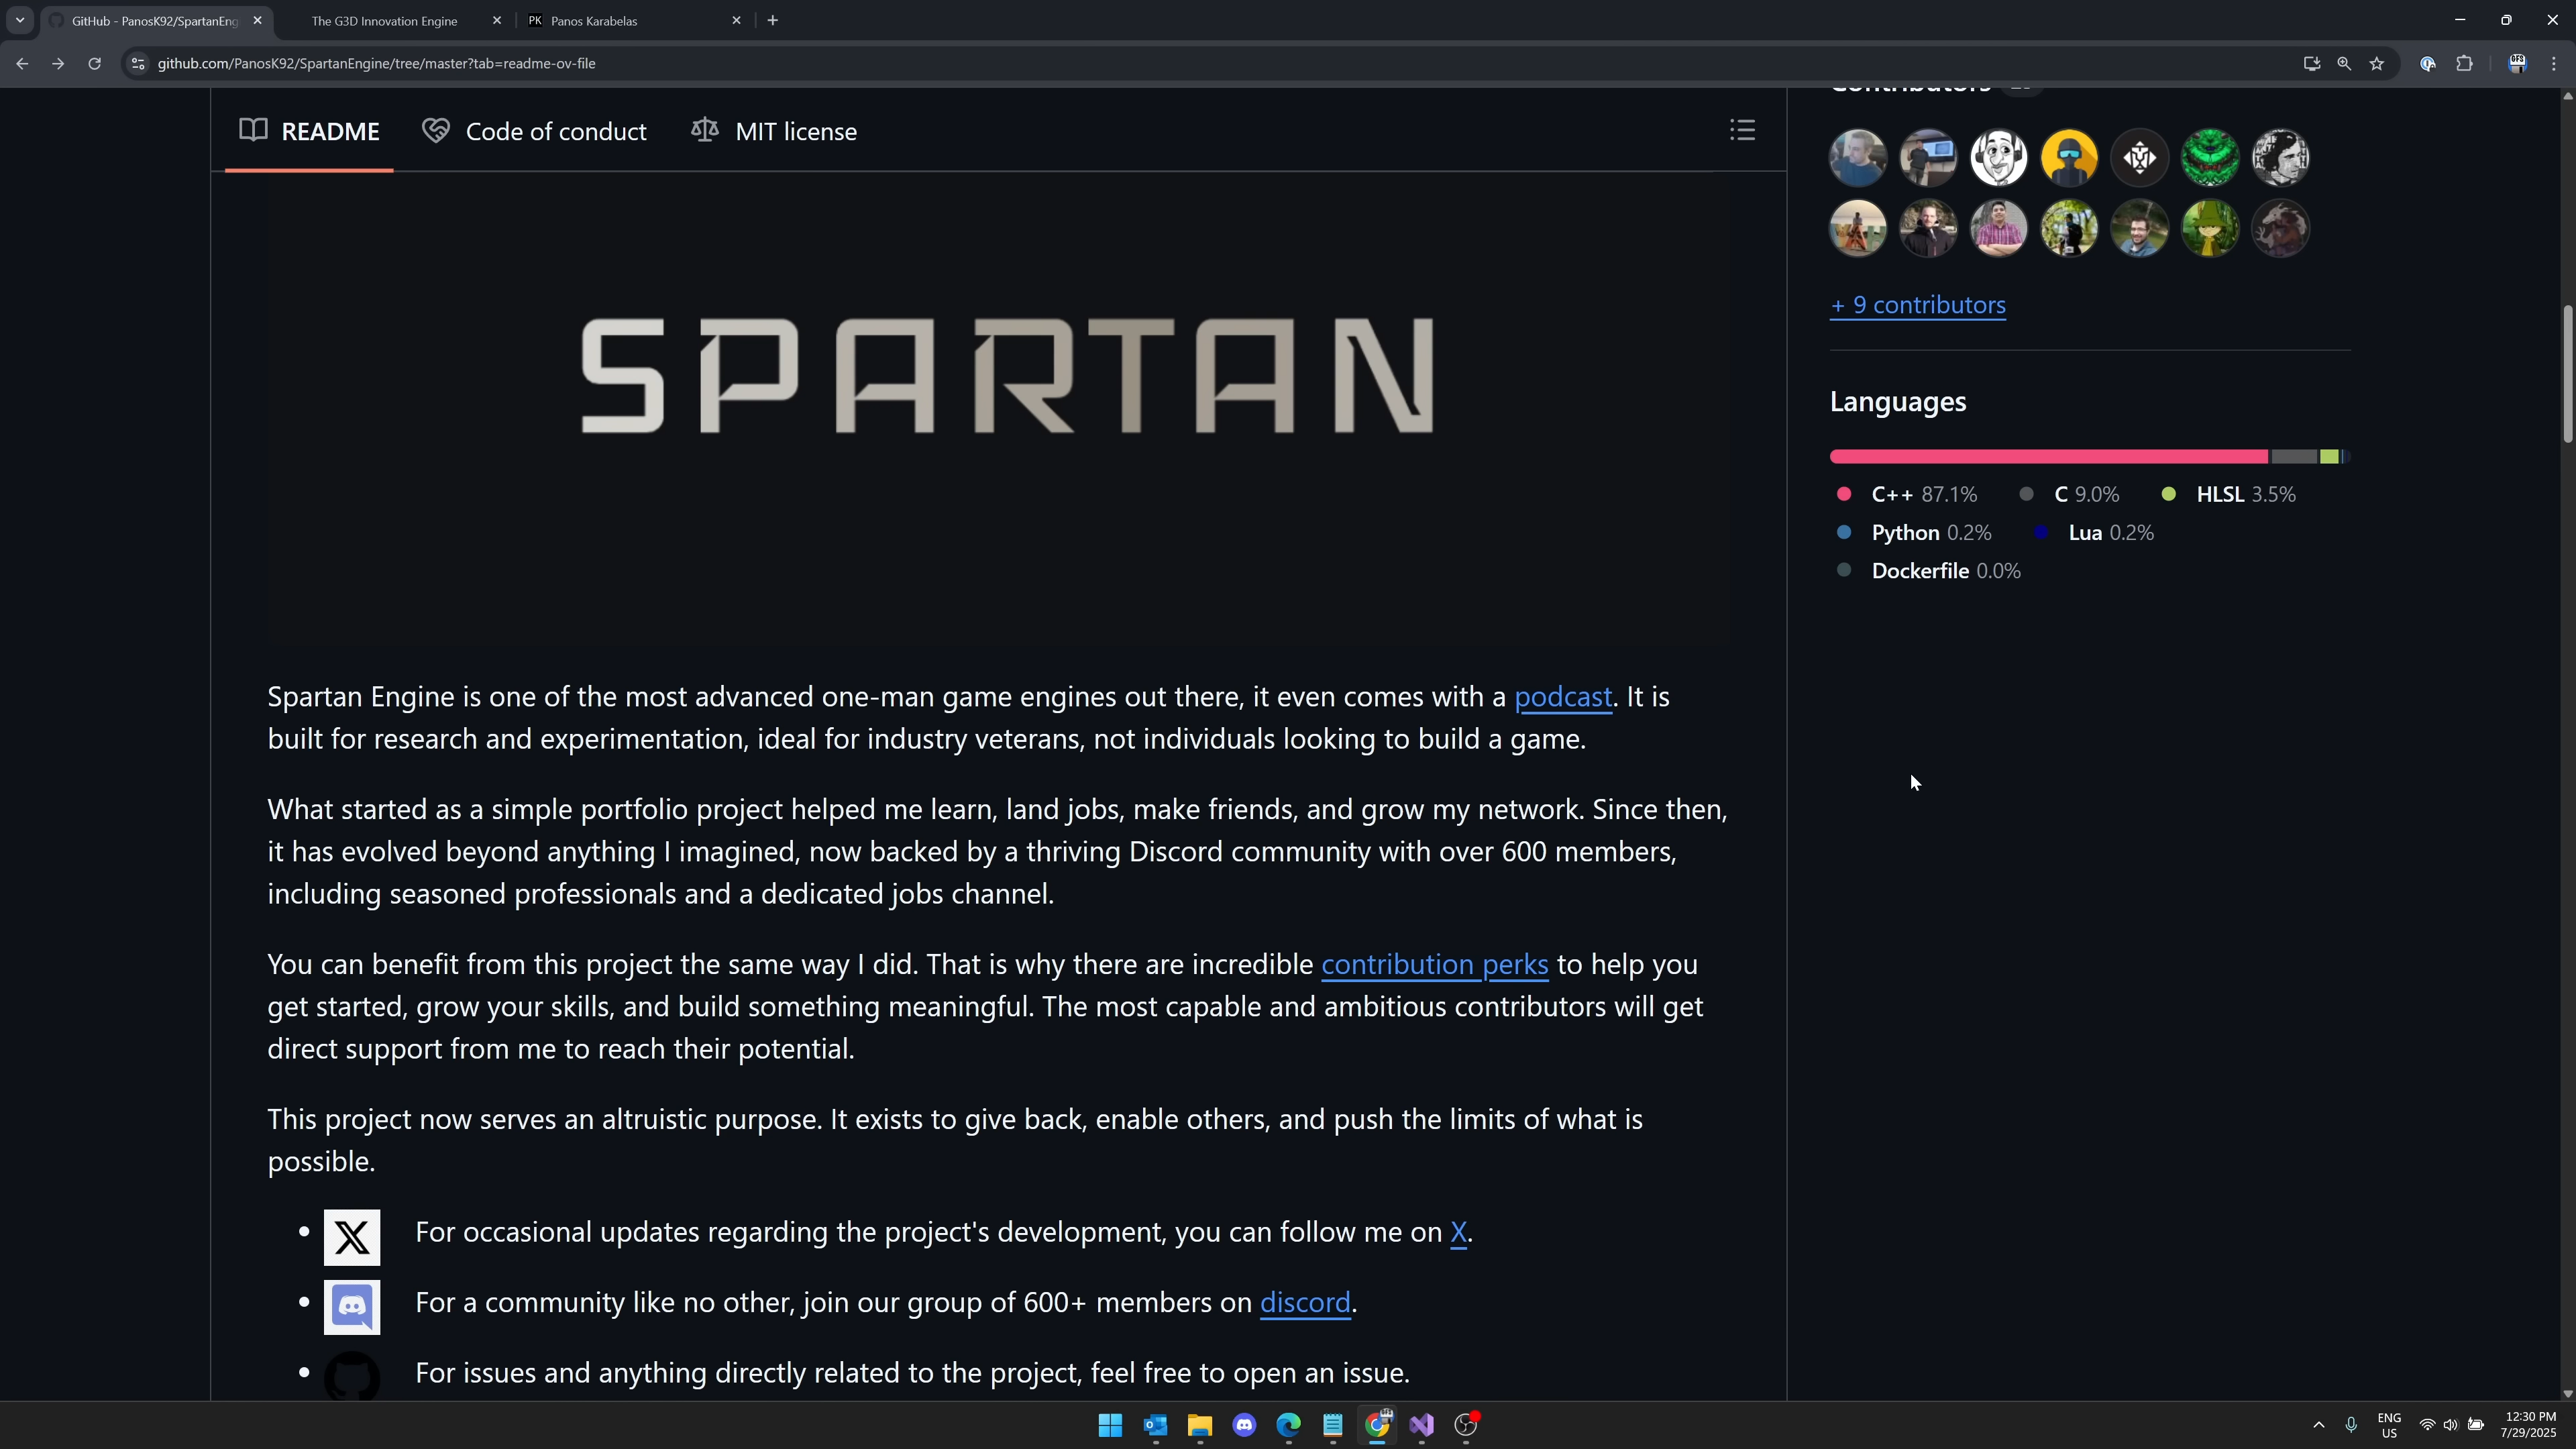 GitHub - PanosK92/SpartanEng
The G3D Innovation Engine
PK Panos Karabelas
github.com/PanosK92/SpartanEngine/tree/master?tab=readme-ov-file
README
Code of conduct
MIT license
Contributors
SPARTAN
+ 9 contributors
Languages
C++ 87.1%
C 9.0%
HLSL 3.5%
Python 0.2%
Lua 0.2%
Dockerfile 0.0%
Spartan Engine is one of the most advanced one-man game engines out there, it even comes with a podcast. It is
built for research and experimentation, ideal for industry veterans, not individuals looking to build a game.
What started as a simple portfolio project helped me learn, land jobs, make friends, and grow my network. Since then,
it has evolved beyond anything I imagined, now backed by a thriving Discord community with over 600 members,
including seasoned professionals and a dedicated jobs channel.
You can benefit from this project the same way I did. That is why there are incredible contribution perks to help you
get started, grow your skills, and build something meaningful. The most capable and ambitious contributors will get
direct support from me to reach their potential.
This project now serves an altruistic purpose. It exists to give back, enable others, and push the limits of what is
possible.
For occasional updates regarding the project's development, you can follow me on X.
For a community like no other, join our group of 600+ members on discord.
For issues and anything directly related to the project, feel free to open an issue.
ENG
US
12:30 PM
7/29/2025